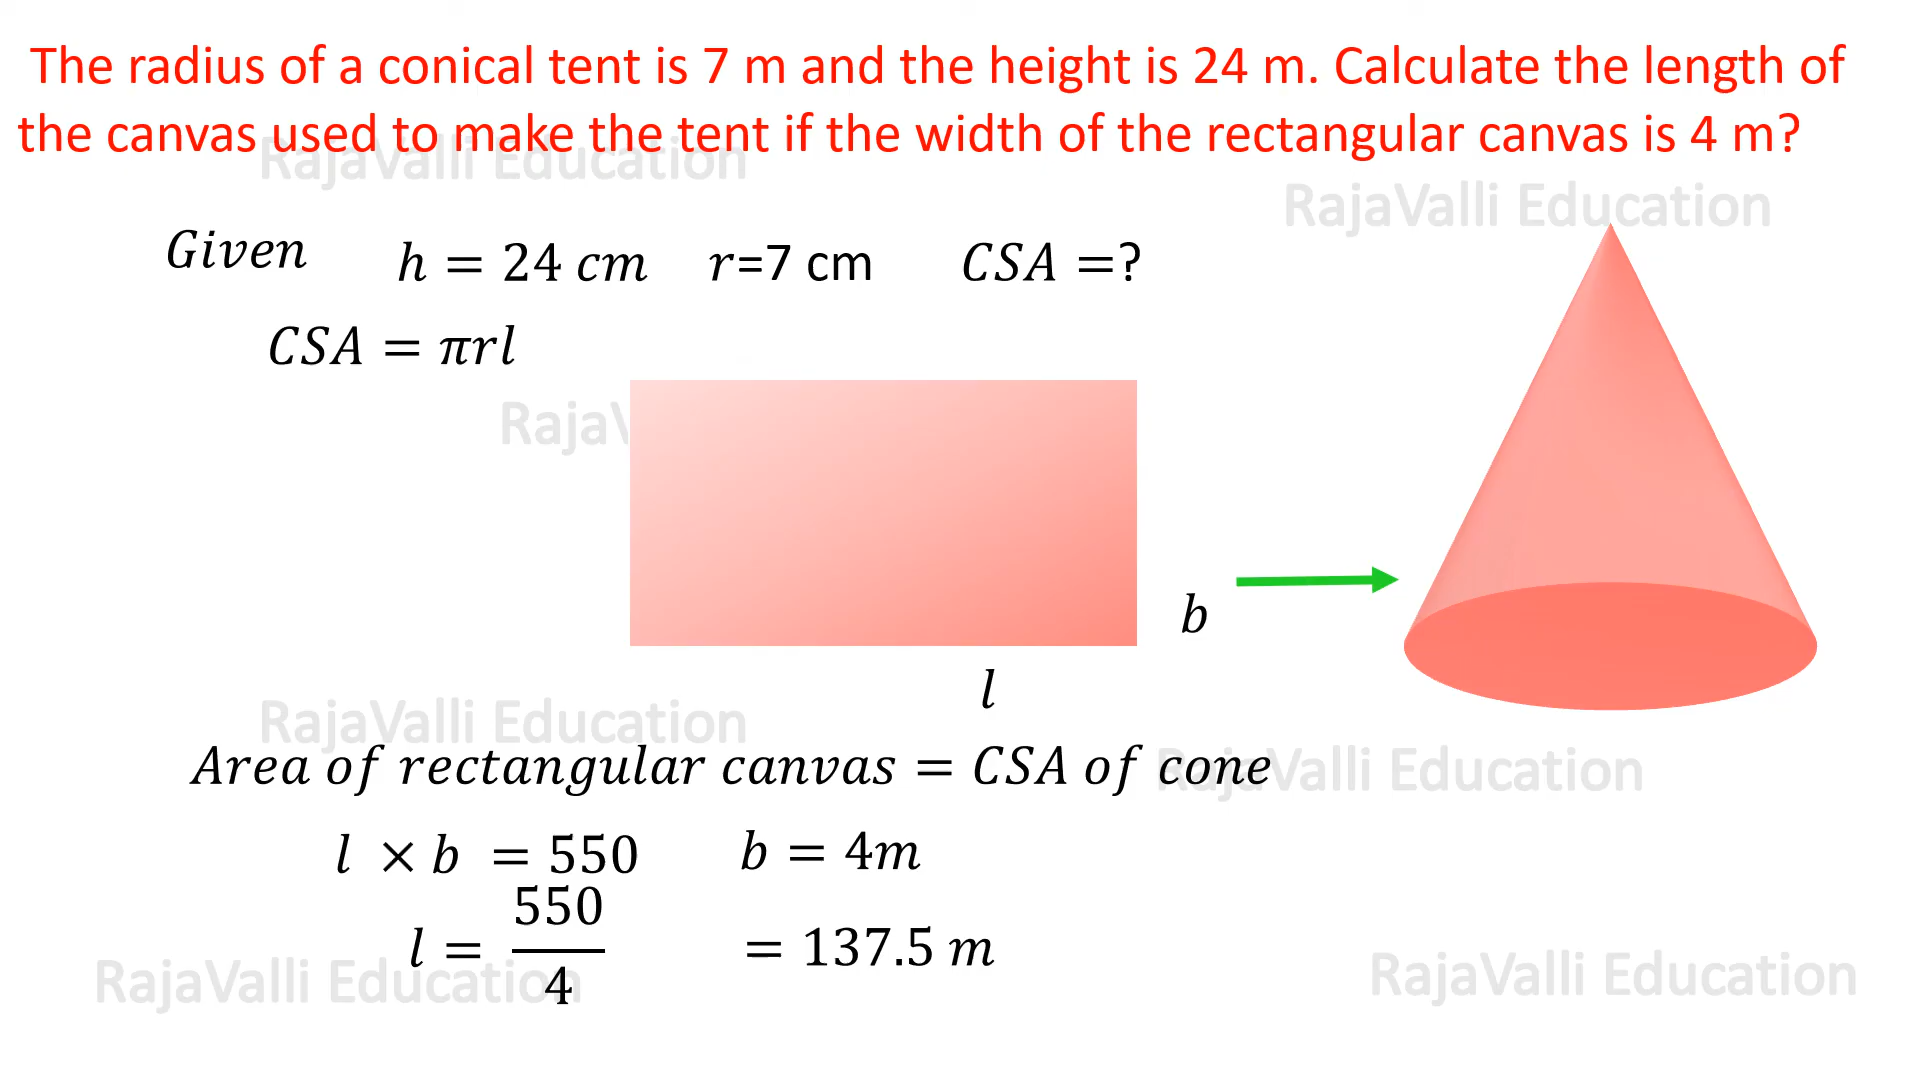 The radius of a conical tent is 7 m and the height is 24 m. Calculate the length of
the canvas used to make the tent if the width of the rectangular canvas is 4 m?
RajaValli Education
RajaValli Education
Given h = 24 cm r=7 cm CSA =?
CSA = πrl
RajaV
b
l
RajaValli Education
Area of rectangular canvas = CSA of cone
RajaValli Education
l × b = 550 b = 4m
l = 550/4 = 137.5 m
RajaValli Education
RajaValli Education